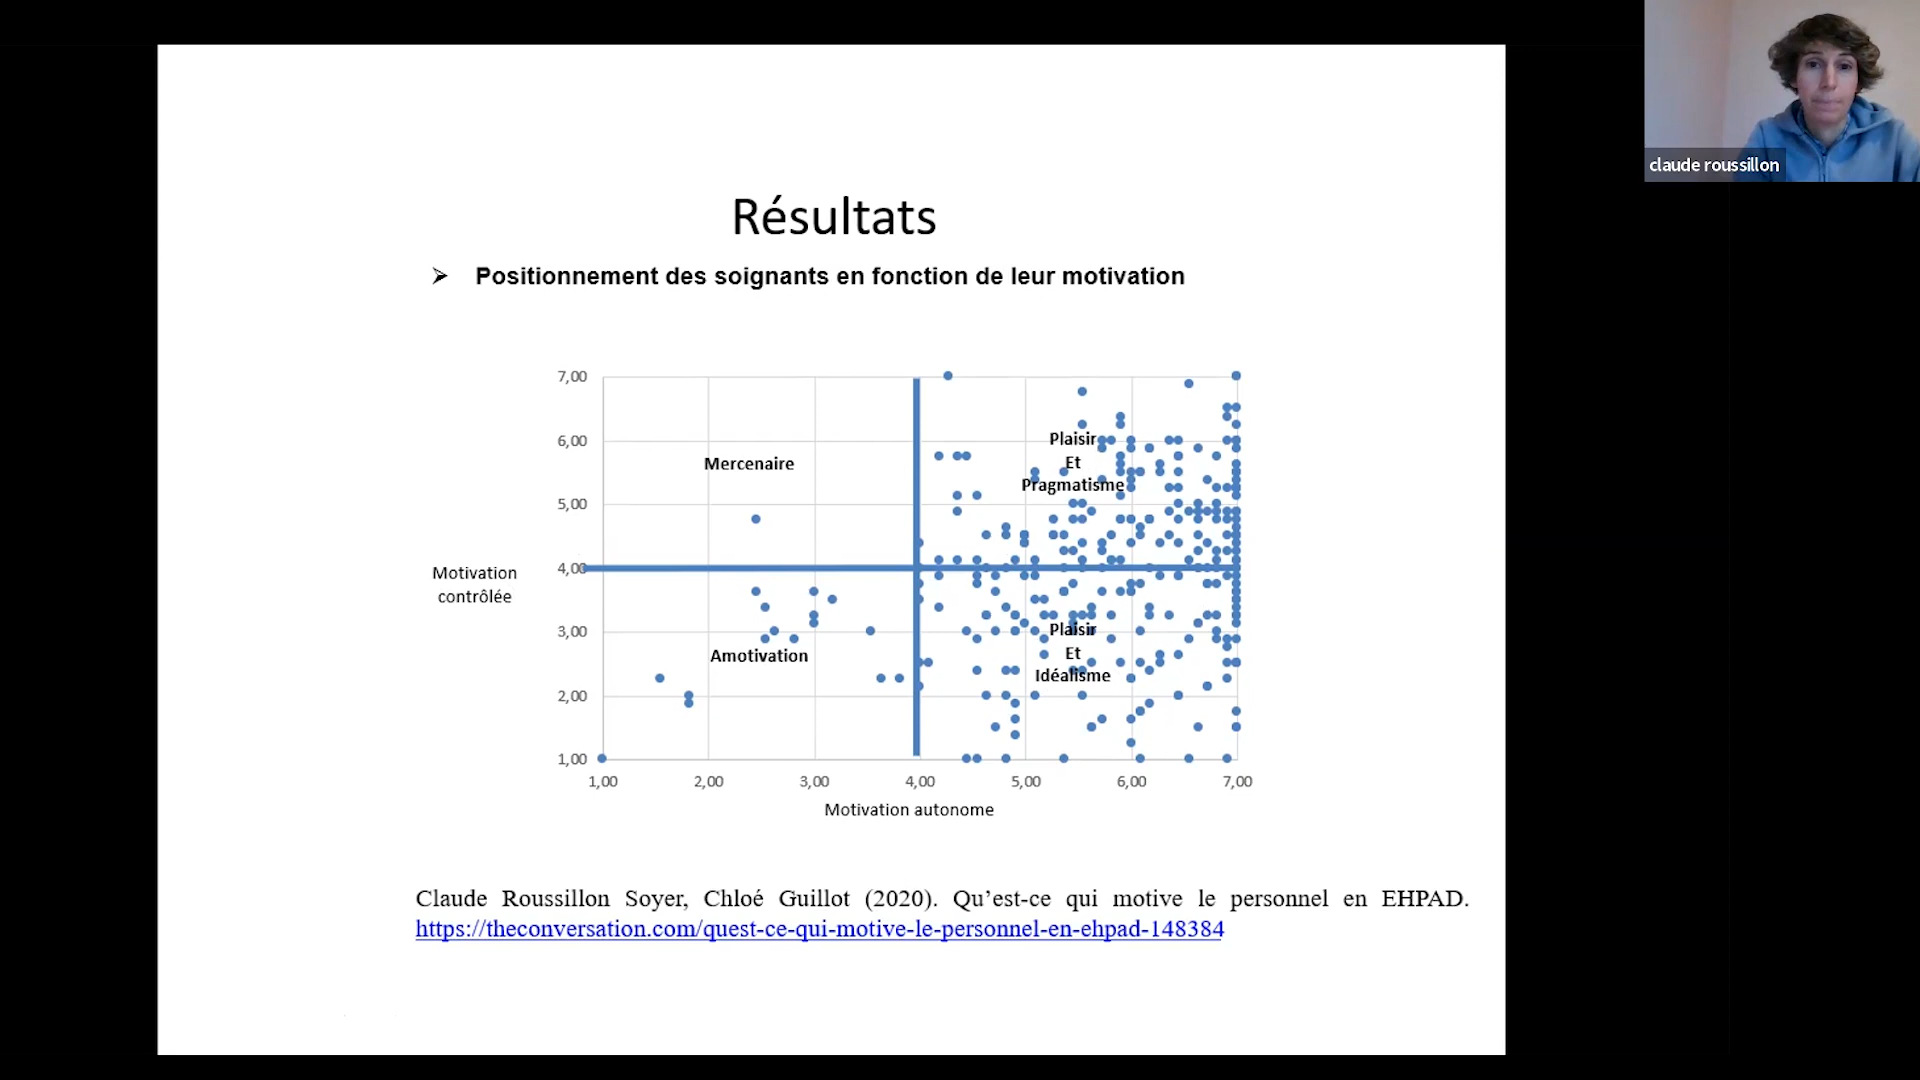 claude roussillon
Résultats
➢ Positionnement des soignants en fonction de leur motivation
7,00
6,00
5,00
4,00
3,00
2,00
1,00
Motivation
contrôlée
Mercenaire
Plaisir
Et
Pragmatisme
Amotivation
Plaisir
Et
Idéalisme
1,00 2,00 3,00 4,00 5,00 6,00 7,00
Motivation autonome
Claude Roussillon Soyer, Chloé Guillot (2020). Qu’est-ce qui motive le personnel en EHPAD.
https://theconversation.com/quest-ce-qui-motive-le-personnel-en-ehpad-148384